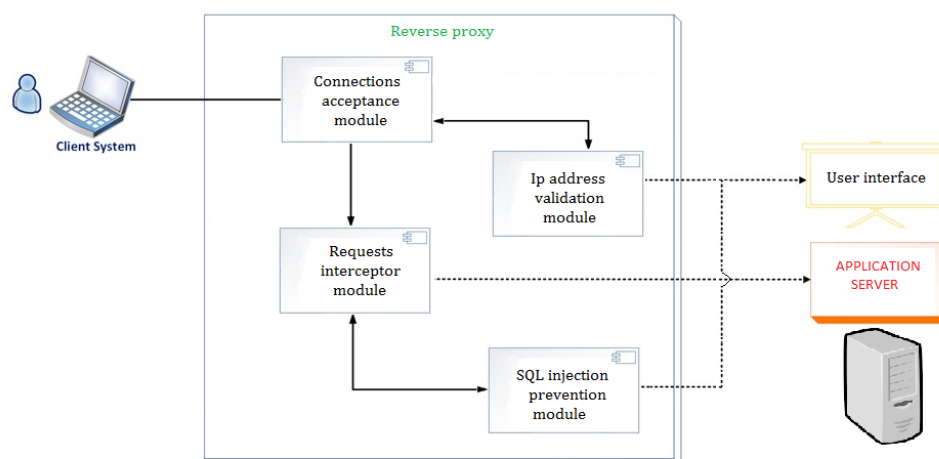 Reverse proxy
Connections
acceptance
module
Client System
Ip address
validation
module
User interface
Requests
interceptor
module
APPLICATION
SERVER
SQL injection
prevention
module